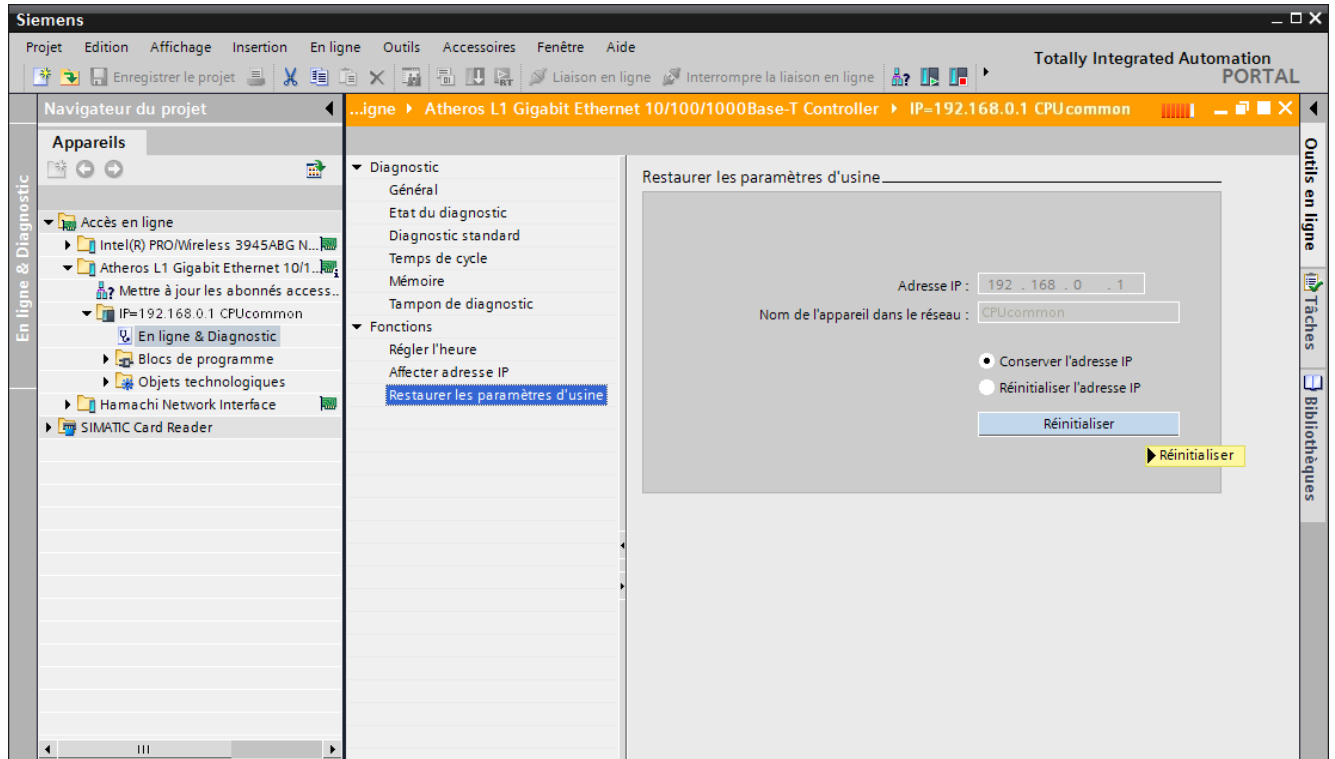 Siemens
Projet Edition Affichage Insertion En ligne Outils Accessoires Fenêtre Aide
Totally Integrated Automation
PORTAL
Enregistrer le projet
Liaison en ligne
Interrompre la liaison en ligne
Navigateur du projet
...igne Atheros L1 Gigabit Ethernet 10/100/1000Base-T Controller IP=192.168.0.1 CPUcommon
En ligne & Diagnostic
Appareils
Accès en ligne
Intel(R) PRO/Wireless 3945ABG N...
Atheros L1 Gigabit Ethernet 10/1..
Mettre à jour les abonnés access..
IP=192.168.0.1 CPUcommon
En ligne & Diagnostic
Blocs de programme
Objets technologiques
Hamachi Network Interface
SIMATIC Card Reader
Diagnostic
Général
Etat du diagnostic
Diagnostic standard
Temps de cycle
Mémoire
Tampon de diagnostic
Fonctions
Régler l'heure
Affecter adresse IP
Restaurer les paramètres d'usine
Restaurer les paramètres d'usine
Adresse IP : 192 . 168 . 0 . 1
Nom de l'appareil dans le réseau : CPUcommon
Conserver l'adresse IP
Réinitialiser l'adresse IP
Réinitialiser
Réinitialiser
Outils en ligne
Tâches
Bibliothèques